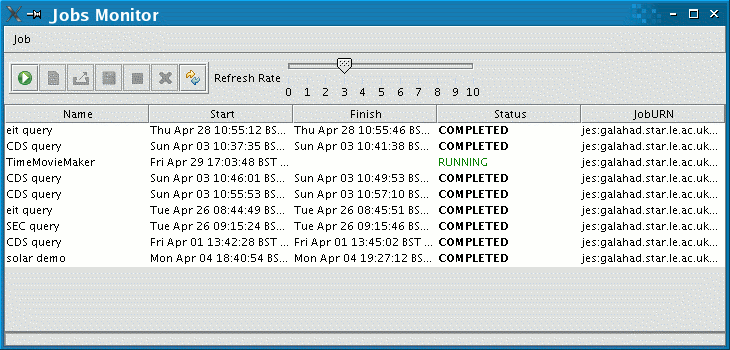 Jobs Monitor
Job
Refresh Rate
0 1 2 3 4 5 6 7 8 9 10
Name Start Finish Status JobURN
eit query Thu Apr 28 10:55:12 BS... Thu Apr 28 10:55:46 BS... COMPLETED jes:galahad.star.le.ac.uk...
CDS query Sun Apr 03 10:37:35 BS... Sun Apr 03 10:41:38 BS... COMPLETED jes:galahad.star.le.ac.uk...
TimeMovieMaker Fri Apr 29 17:03:48 BST ... RUNNING jes:galahad.star.le.ac.uk...
CDS query Sun Apr 03 10:46:01 BS... Sun Apr 03 10:49:53 BS... COMPLETED jes:galahad.star.le.ac.uk...
CDS query Sun Apr 03 10:55:53 BS... Sun Apr 03 10:57:10 BS... COMPLETED jes:galahad.star.le.ac.uk...
eit query Tue Apr 26 08:44:49 BS... Tue Apr 26 08:45:51 BS... COMPLETED jes:galahad.star.le.ac.uk...
SEC query Tue Apr 26 09:15:24 BS... Tue Apr 26 09:15:46 BS... COMPLETED jes:galahad.star.le.ac.uk...
CDS query Fri Apr 01 13:42:28 BST ... Fri Apr 01 13:45:02 BST ... COMPLETED jes:galahad.star.le.ac.uk...
solar demo Mon Apr 04 18:40:54 BS... Mon Apr 04 19:27:12 BS... COMPLETED jes:galahad.star.le.ac.uk...